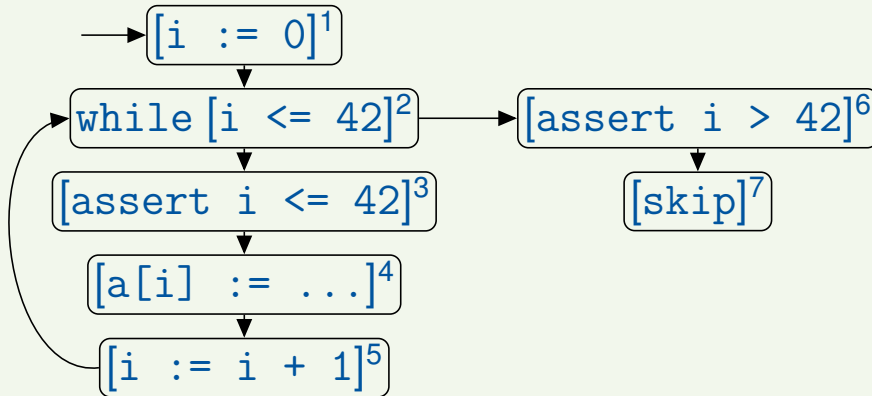 [i := 0]¹
while [i <= 42]²
[assert i > 42]⁶
[assert i <= 42]³
[skip]⁷
[a[i] := ...]⁴
[i := i + 1]⁵